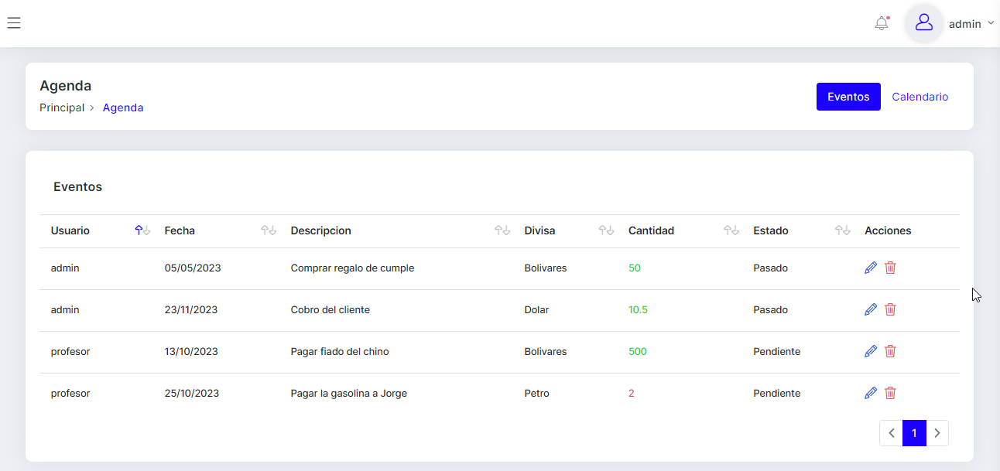 admin
Agenda
Principal > Agenda
Eventos Calendario
Eventos
Usuario Fecha Descripcion Divisa Cantidad Estado Acciones
admin 05/05/2023 Comprar regalo de cumple Bolivares 50 Pasado
admin 23/11/2023 Cobro del cliente Dolar 10.5 Pasado
profesor 13/10/2023 Pagar fiado del chino Bolivares 500 Pendiente
profesor 25/10/2023 Pagar la gasolina a Jorge Petro 2 Pendiente
1